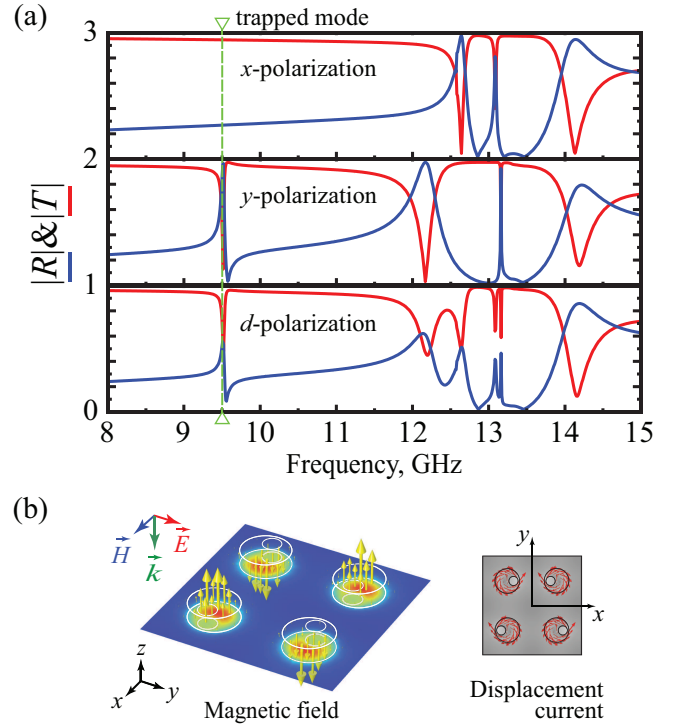 (a)
trapped mode
3
x-polarization
2
y-polarization
1
d-polarization
0
|R|&|T|
8 9 10 11 12 13 14 15
Frequency, GHz
(b)
H E
k
z
x y
Magnetic field
y
x
Displacement
current